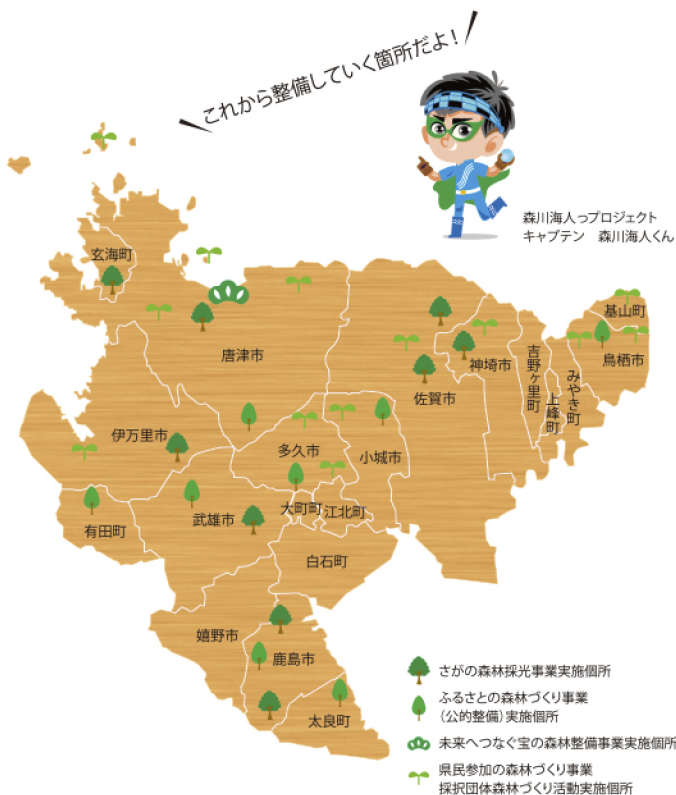 これから整備していく箇所だよ!
森川海人っプロジェクト
キャプテン 森川海人くん
玄海町
基山町
唐津市
神埼市
吉野ヶ里町
上峰町
みやき町
鳥栖市
佐賀市
伊万里市
多久市
小城市
有田町
武雄市
大町町
江北町
白石町
嬉野市
鹿島市
太良町
さがの森林採光事業実施個所
ふるさとの森林づくり事業
(公的整備)実施個所
未来へつなぐ宝の森林整備事業実施個所
県民参加の森林づくり事業
採択団体森林づくり活動実施個所